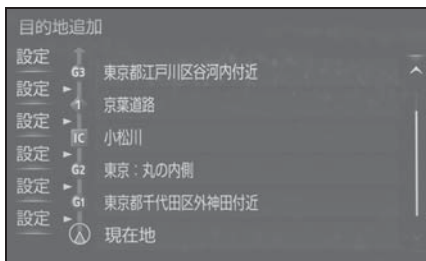 目的地追加
設定
G3 東京都江戸川区谷河内付近
設定
1 京葉道路
設定
IC 小松川
設定
G2 東京：丸の内側
設定
G1 東京都千代田区外神田付近
設定
現在地